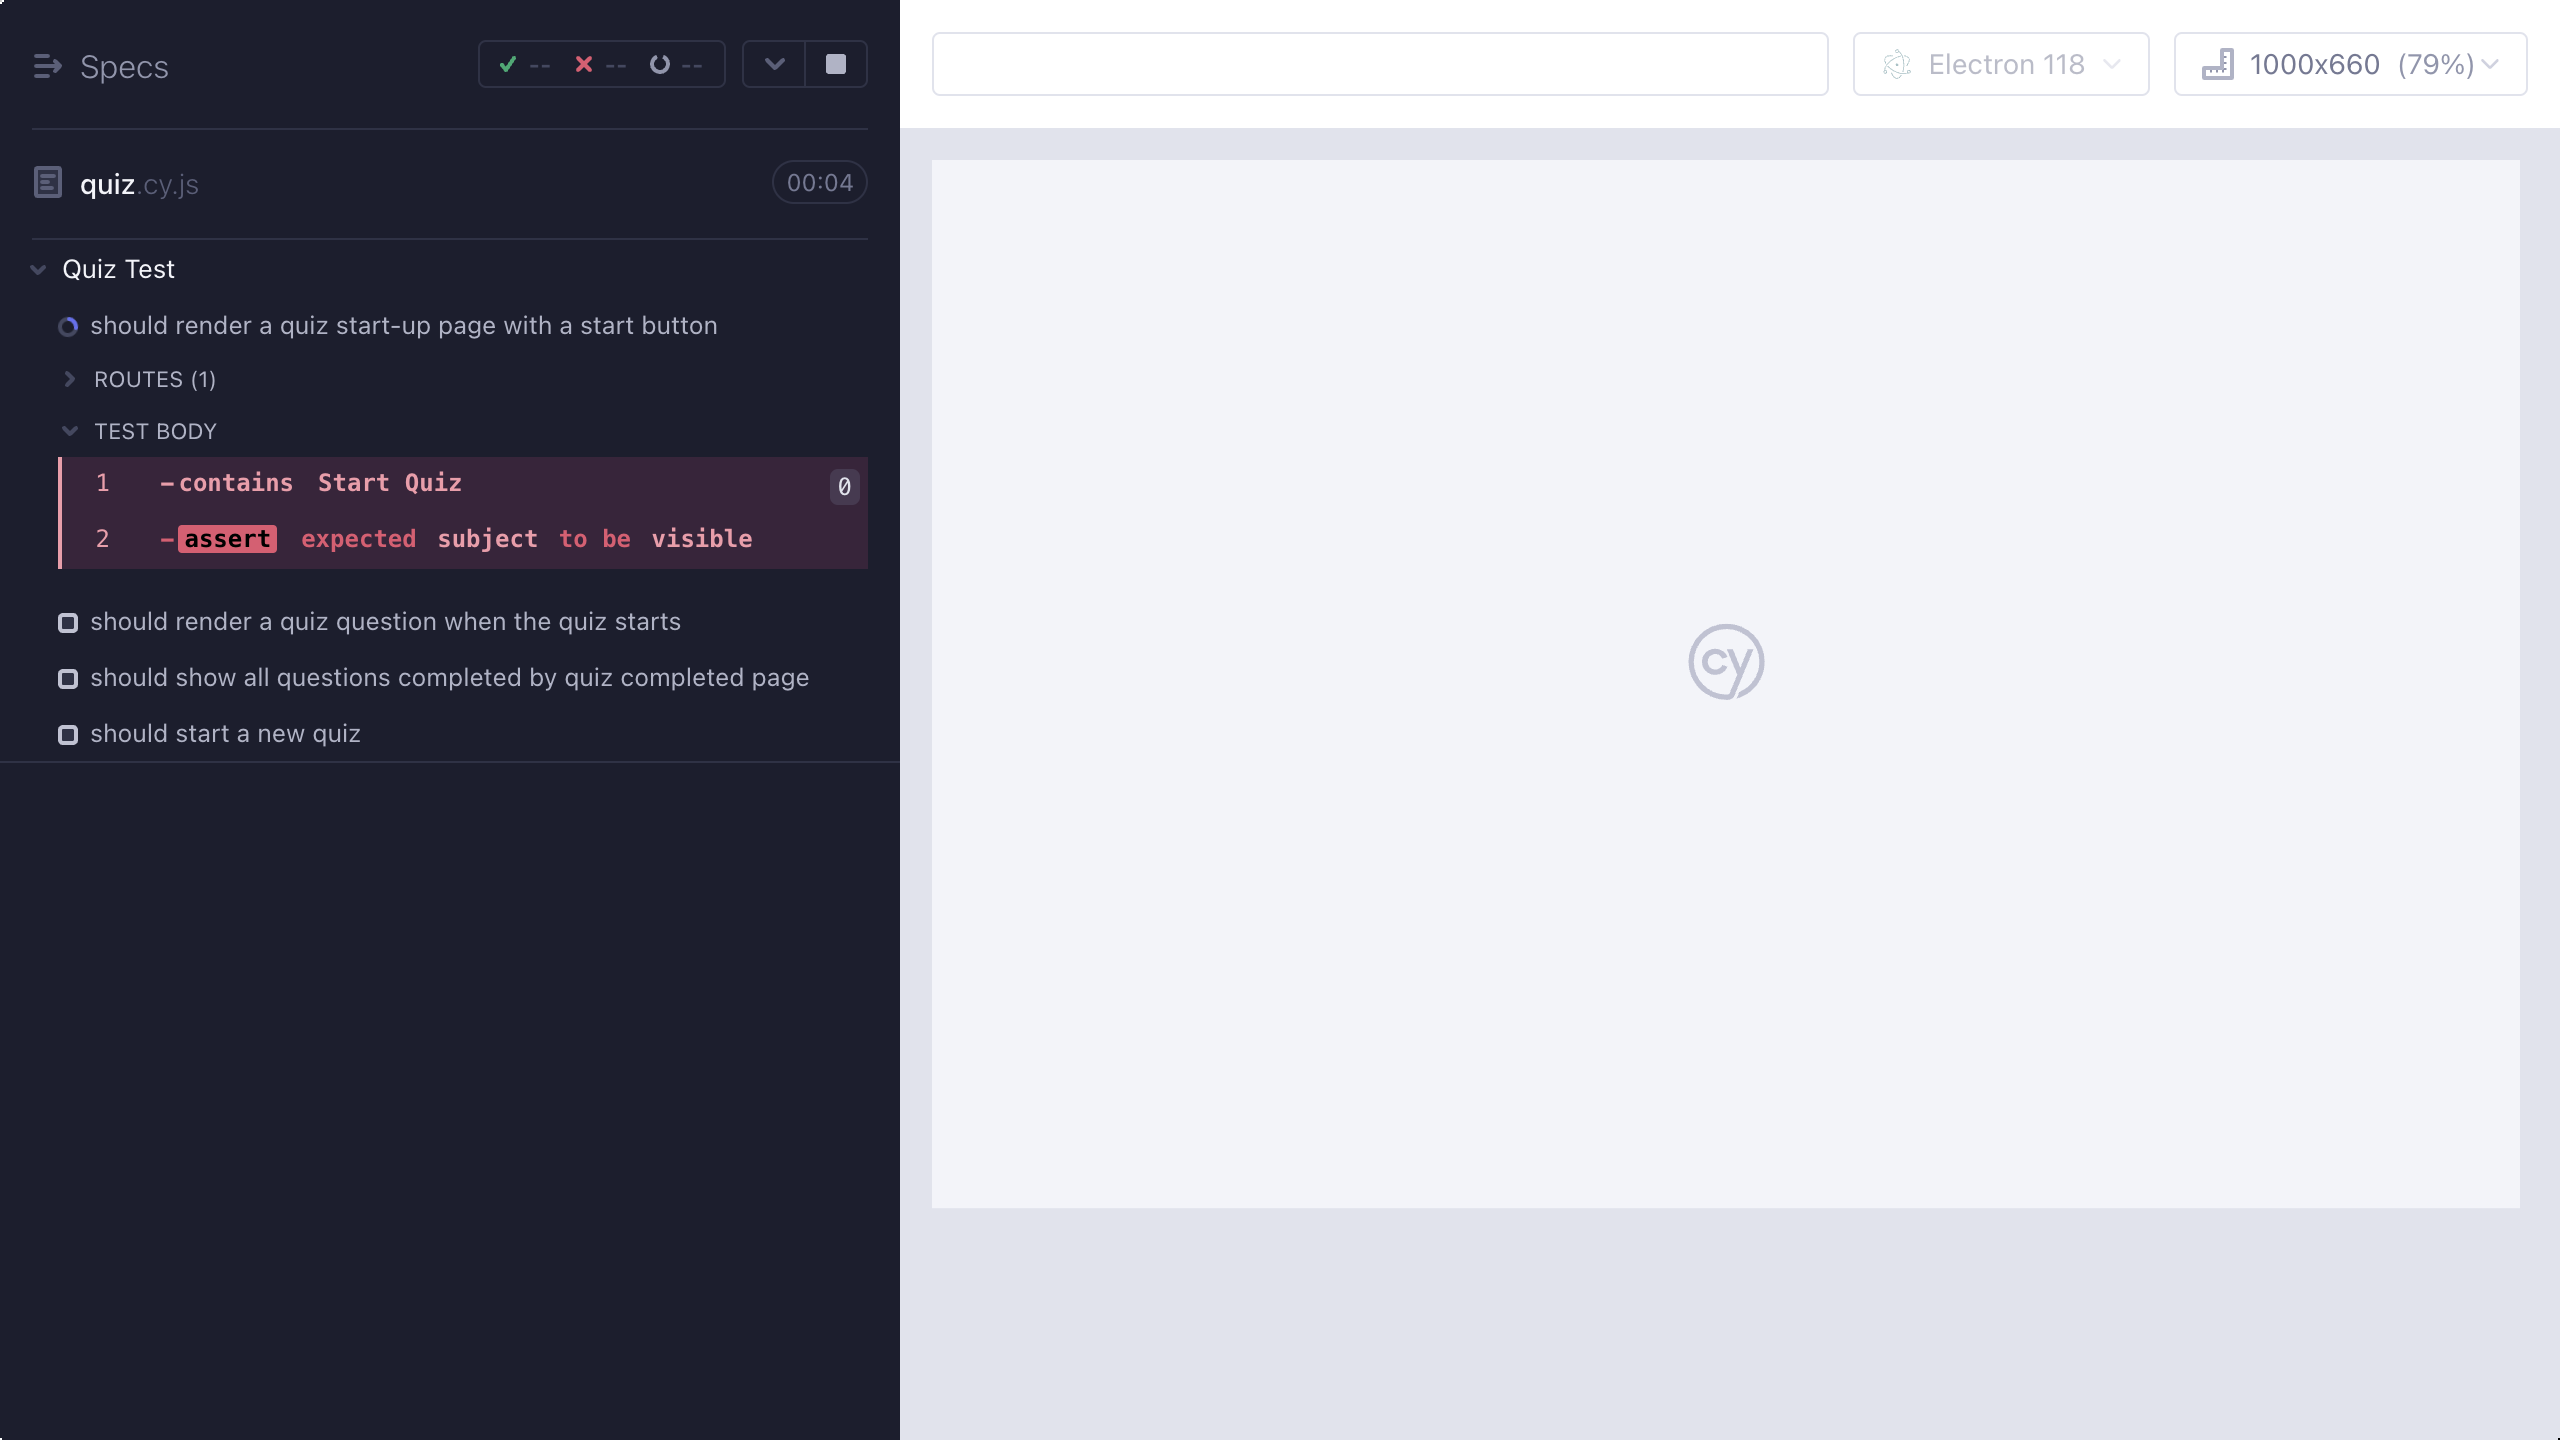 Specs
-- -- --
quiz.cy.js
00:04
Quiz Test
should render a quiz start-up page with a start button
ROUTES (1)
TEST BODY
1 -contains Start Quiz 0
2 -assert expected subject to be visible
should render a quiz question when the quiz starts
should show all questions completed by quiz completed page
should start a new quiz
Electron 118
1000x660 (79%)
cy